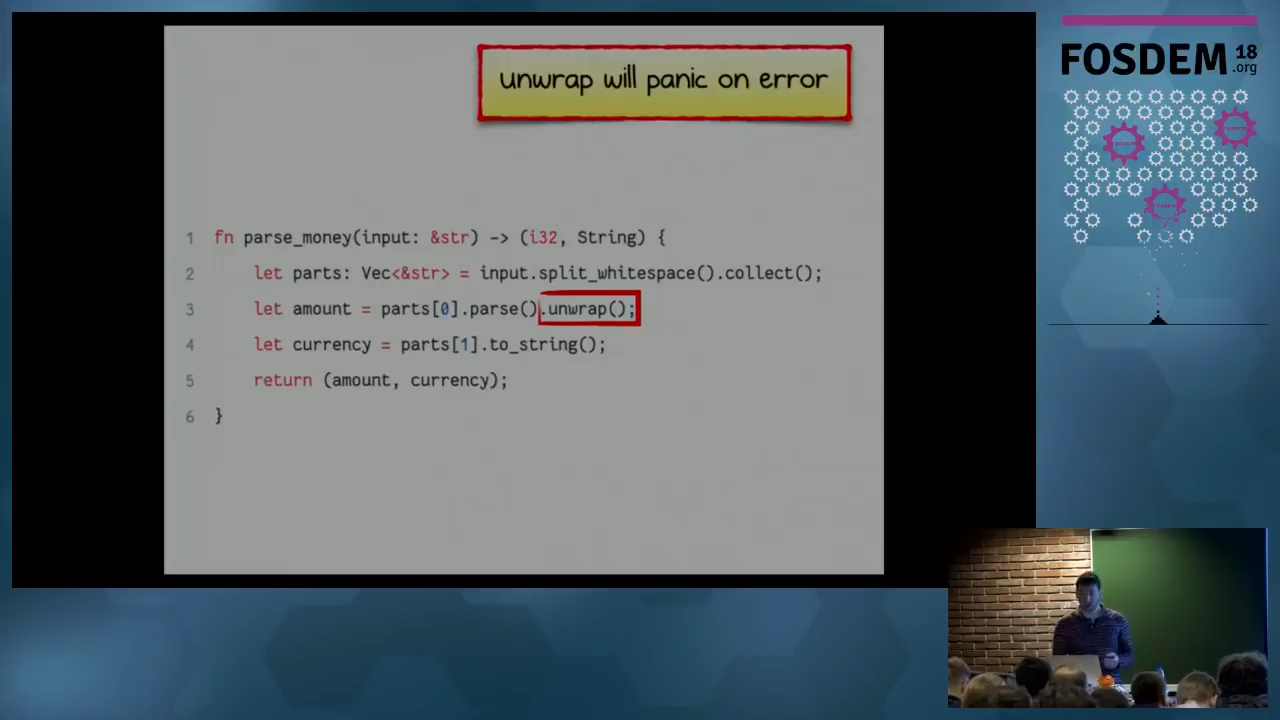 unwrap will panic on error
1 fn parse_money(input: &str) -> (i32, String) {
2 let parts: Vec<&str> = input.split_whitespace().collect();
3 let amount = parts[0].parse().unwrap();
4 let currency = parts[1].to_string();
5 return (amount, currency);
6 }
FOSDEM 18
.org